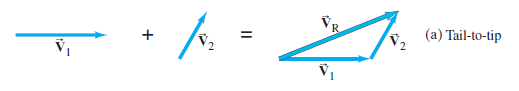 V⃗₁ + V⃗₂ = V⃗R V⃗₂ (a) Tail-to-tip
V⃗₁